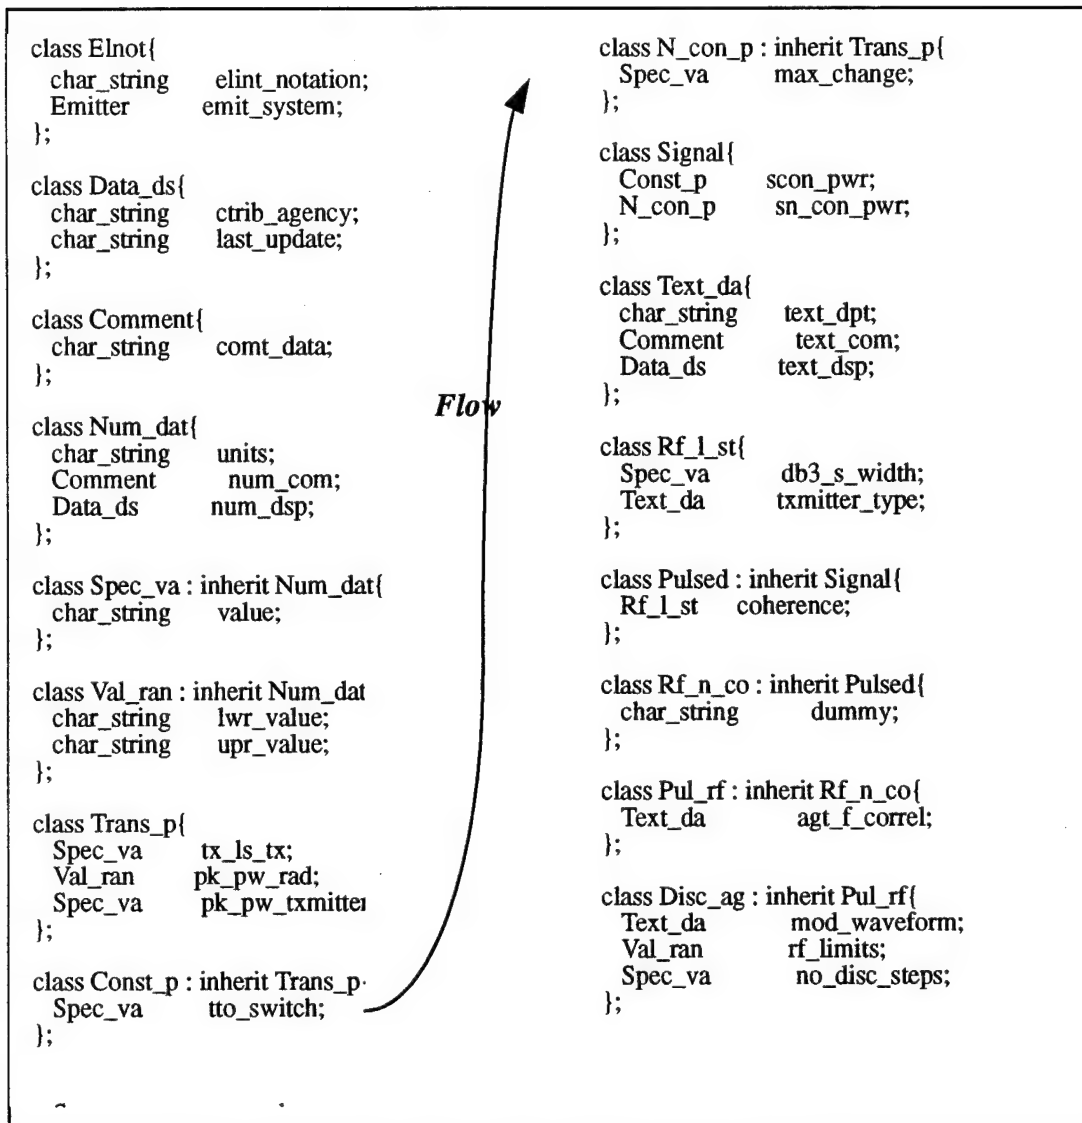 class Elnot{
char_string elint_notation;
Emitter emit_system;
};
class Data_ds{
char_string ctrib_agency;
char_string last_update;
};
class Comment{
char_string comt_data;
};
class Num_dat{
char_string units;
Comment num_com;
Data_ds num_dsp;
};
class Spec_va : inherit Num_dat{
char_string value;
};
class Val_ran : inherit Num_dat
char_string lwr_value;
char_string upr_value;
};
class Trans_p{
Spec_va tx_ls_tx;
Val_ran pk_pw_rad;
Spec_va pk_pw_txmitter
};
class Const_p : inherit Trans_p
Spec_va tto_switch;
};
Flow
class N_con_p : inherit Trans_p{
Spec_va max_change;
};
class Signal{
Const_p scon_pwr;
N_con_p sn_con_pwr;
};
class Text_da{
char_string text_dpt;
Comment text_com;
Data_ds text_dsp;
};
class Rf_l_st{
Spec_va db3_s_width;
Text_da txmitter_type;
};
class Pulsed : inherit Signal{
Rf_l_st coherence;
};
class Rf_n_co : inherit Pulsed{
char_string dummy;
};
class Pul_rf : inherit Rf_n_co{
Text_da agt_f_correl;
};
class Disc_ag : inherit Pul_rf{
Text_da mod_waveform;
Val_ran rf_limits;
Spec_va no_disc_steps;
};